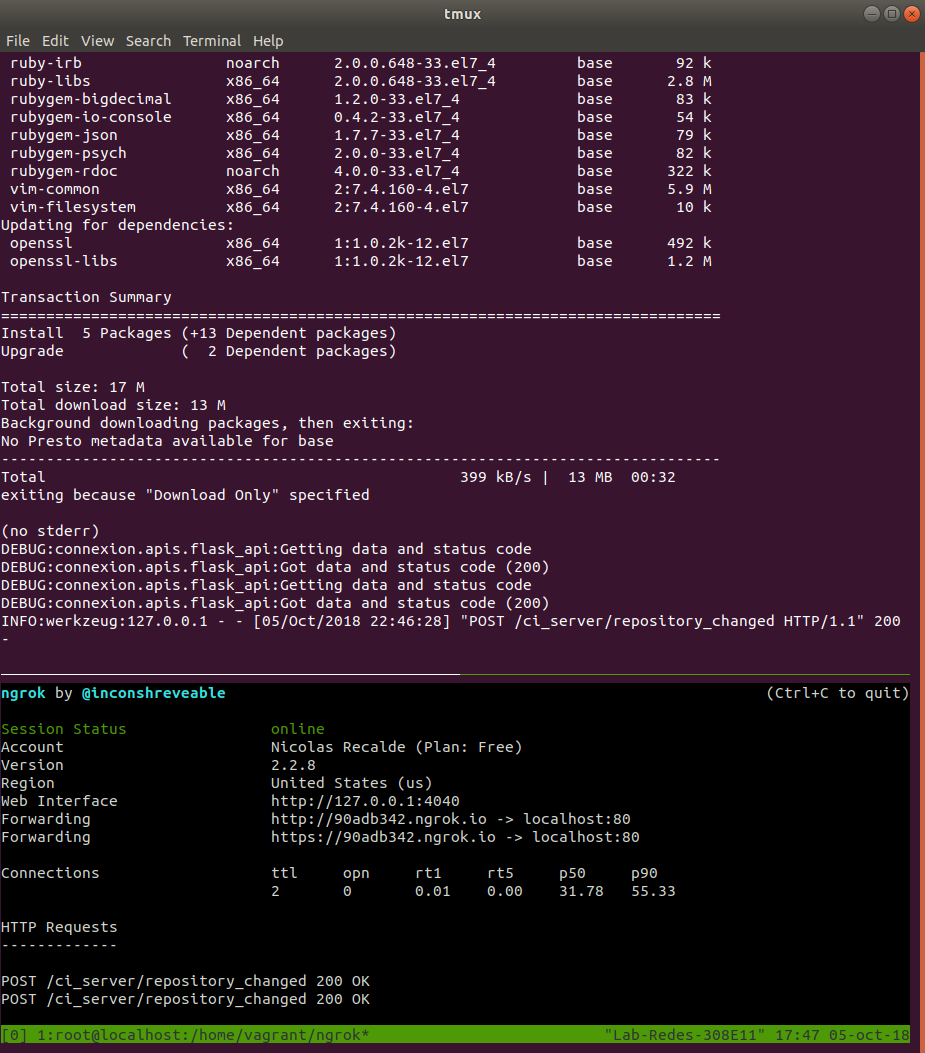 tmux
File Edit View Search Terminal Help
ruby-irb noarch 2.0.0.648-33.el7_4 base 92 k
ruby-libs x86_64 2.0.0.648-33.el7_4 base 2.8 M
rubygem-bigdecimal x86_64 1.2.0-33.el7_4 base 83 k
rubygem-io-console x86_64 0.4.2-33.el7_4 base 54 k
rubygem-json x86_64 1.7.7-33.el7_4 base 79 k
rubygem-psych x86_64 2.0.0-33.el7_4 base 82 k
rubygem-rdoc noarch 4.0.0-33.el7_4 base 322 k
vim-common x86_64 2:7.4.160-4.el7 base 5.9 M
vim-filesystem x86_64 2:7.4.160-4.el7 base 10 k
Updating for dependencies:
openssl x86_64 1:1.0.2k-12.el7 base 492 k
openssl-libs x86_64 1:1.0.2k-12.el7 base 1.2 M
Transaction Summary
================================================================================
Install 5 Packages (+13 Dependent packages)
Upgrade ( 2 Dependent packages)
Total size: 17 M
Total download size: 13 M
Background downloading packages, then exiting:
No Presto metadata available for base
--------------------------------------------------------------------------------
Total 399 kB/s | 13 MB 00:32
exiting because "Download Only" specified
(no stderr)
DEBUG:connexion.apis.flask_api:Getting data and status code
DEBUG:connexion.apis.flask_api:Got data and status code (200)
DEBUG:connexion.apis.flask_api:Getting data and status code
DEBUG:connexion.apis.flask_api:Got data and status code (200)
INFO:werkzeug:127.0.0.1 - - [05/Oct/2018 22:46:28] "POST /ci_server/repository_changed HTTP/1.1" 200
-
ngrok by @inconshreveable (Ctrl+C to quit)
Session Status online
Account Nicolas Recalde (Plan: Free)
Version 2.2.8
Region United States (us)
Web Interface http://127.0.0.1:4040
Forwarding http://90adb342.ngrok.io -> localhost:80
Forwarding https://90adb342.ngrok.io -> localhost:80
Connections ttl opn rt1 rt5 p50 p90
2 0 0.01 0.00 31.78 55.33
HTTP Requests
-------------
POST /ci_server/repository_changed 200 OK
POST /ci_server/repository_changed 200 OK
[0] 1:root@localhost:/home/vagrant/ngrok* "Lab-Redes-308E11" 17:47 05-oct-18